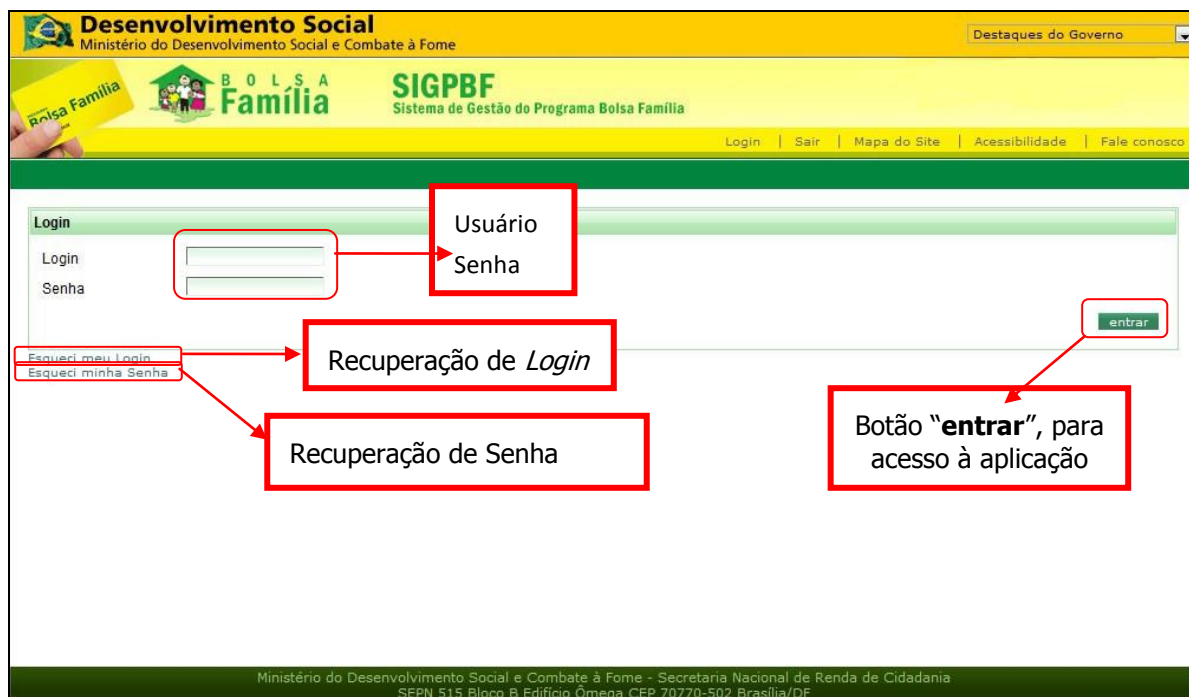 Desenvolvimento Social
Ministério do Desenvolvimento Social e Combate à Fome
Destaques do Governo
Bolsa Família
BOLSA
Família
SIGPBF
Sistema de Gestão do Programa Bolsa Família
Login | Sair | Mapa do Site | Acessibilidade | Fale conosco
Login
Login
Senha
Usuário
Senha
entrar
Esqueci meu Login
Esqueci minha Senha
Recuperação de Login
Recuperação de Senha
Botão “entrar”, para
acesso à aplicação
Ministério do Desenvolvimento Social e Combate à Fome - Secretaria Nacional de Renda de Cidadania
SEPN 515 Bloco B Edifício Ômega CEP 70770-502 Brasília/DF